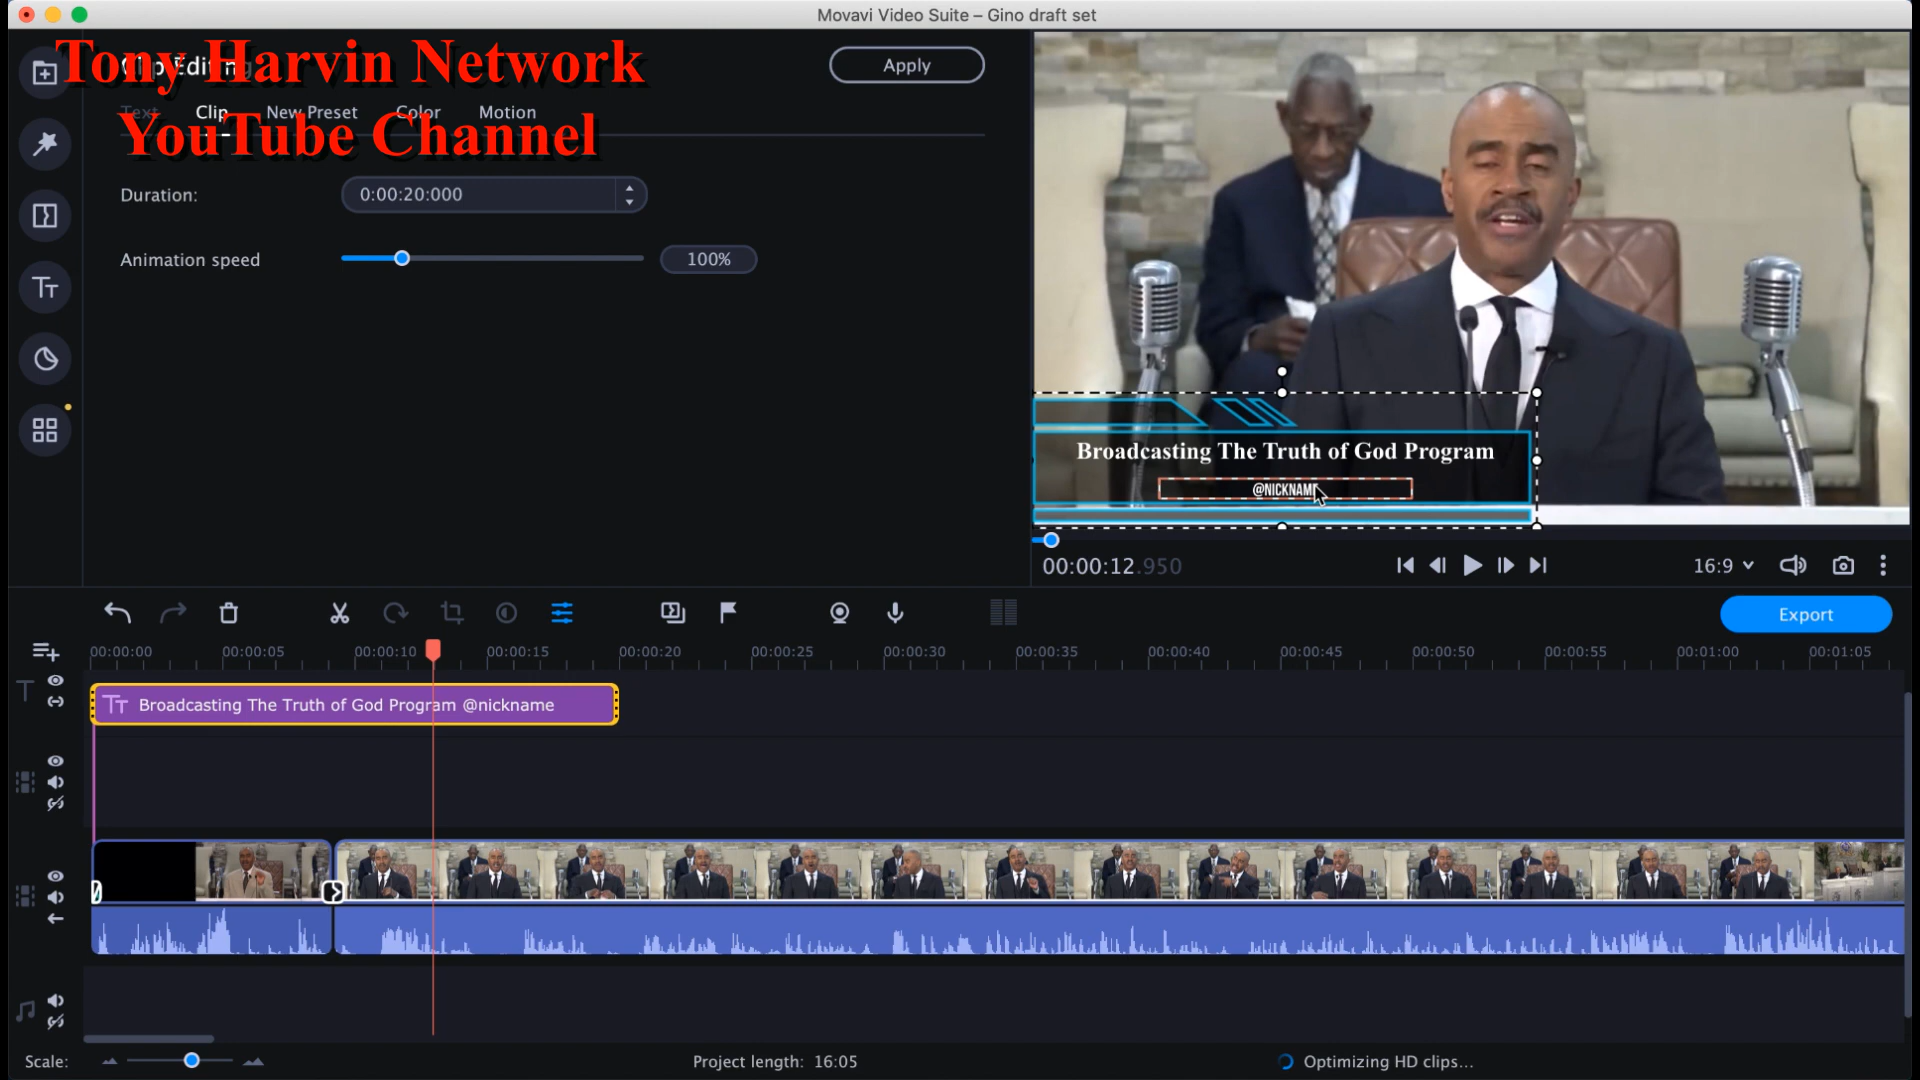 Movavi Video Suite – Gino draft set
Tony Harvin Network
YouTube Channel
Clip Editing
Apply
Text
Clip
New Preset
Color
Motion
Duration:
0:00:20:000
Animation speed
100%
Broadcasting The Truth of God Program
@NICKNAME
00:00:12.950
16:9
Export
00:00:00
00:00:05
00:00:10
00:00:15
00:00:20
00:00:25
00:00:30
00:00:35
00:00:40
00:00:45
00:00:50
00:00:55
00:01:00
00:01:05
Broadcasting The Truth of God Program @nickname
Scale:
Project length: 16:05
Optimizing HD clips...